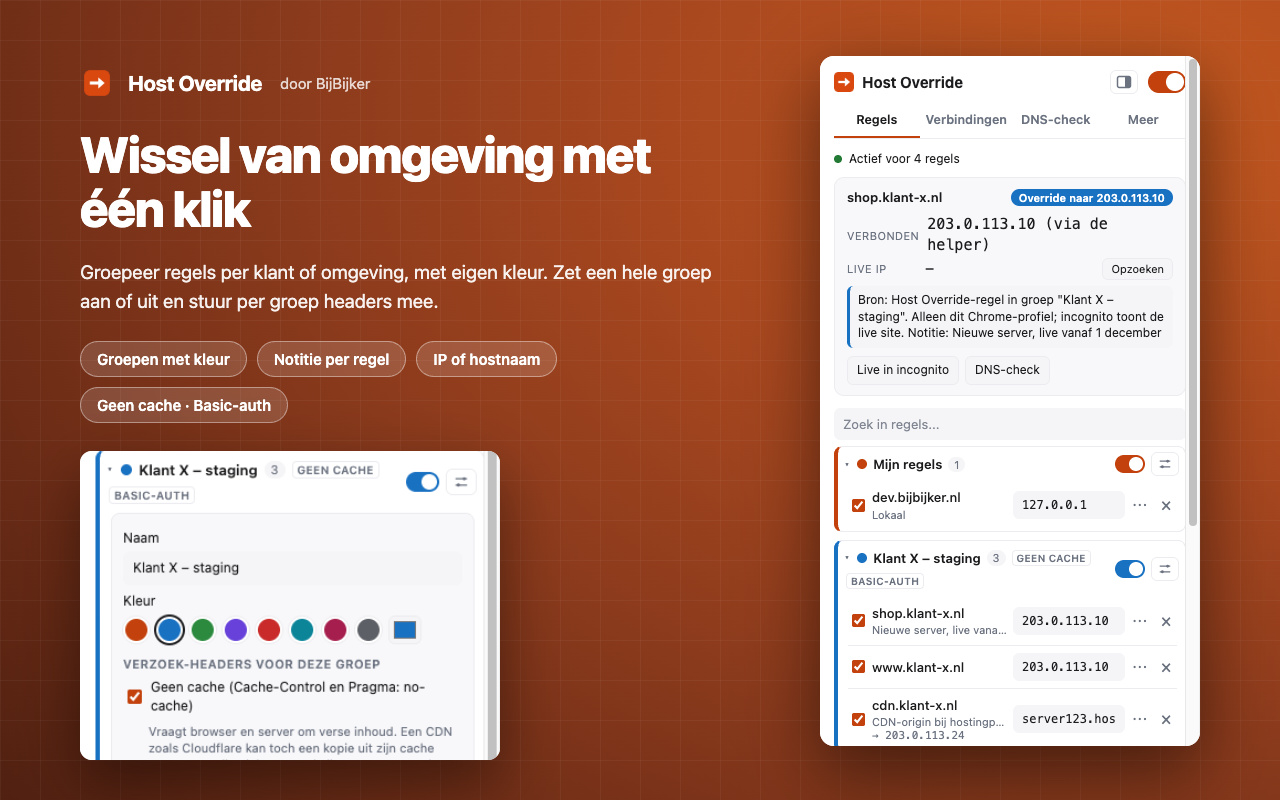 Host Override door BijBijker
Wissel van omgeving met
één klik
Groepeer regels per klant of omgeving, met eigen kleur. Zet een hele groep
aan of uit en stuur per groep headers mee.
Groepen met kleur
Notitie per regel
IP of hostnaam
Geen cache · Basic-auth
Klant X – staging 3 GEEN CACHE
BASIC-AUTH
Naam
Klant X – staging
Kleur
VERZOEK-HEADERS VOOR DEZE GROEP
Geen cache (Cache-Control en Pragma: no-
cache)
Vraagt browser en server om verse inhoud. Een CDN
zoals Cloudflare kan toch een kopie uit zijn cache
Host Override
Regels Verbindingen DNS-check Meer
Actief voor 4 regels
shop.klant-x.nl Override naar 203.0.113.10
VERBONDEN 203.0.113.10 (via de
helper)
LIVE IP – Opzoeken
Bron: Host Override-regel in groep "Klant X –
staging". Alleen dit Chrome-profiel; incognito toont de
live site. Notitie: Nieuwe server, live vanaf 1 december
Live in incognito DNS-check
Zoek in regels...
Mijn regels 1
dev.bijbijker.nl 127.0.0.1
Lokaal
Klant X – staging 3 GEEN CACHE
BASIC-AUTH
shop.klant-x.nl 203.0.113.10
Nieuwe server, live vana...
www.klant-x.nl 203.0.113.10
cdn.klant-x.nl server123.hos
CDN-origin bij hostingp...
→ 203.0.113.24